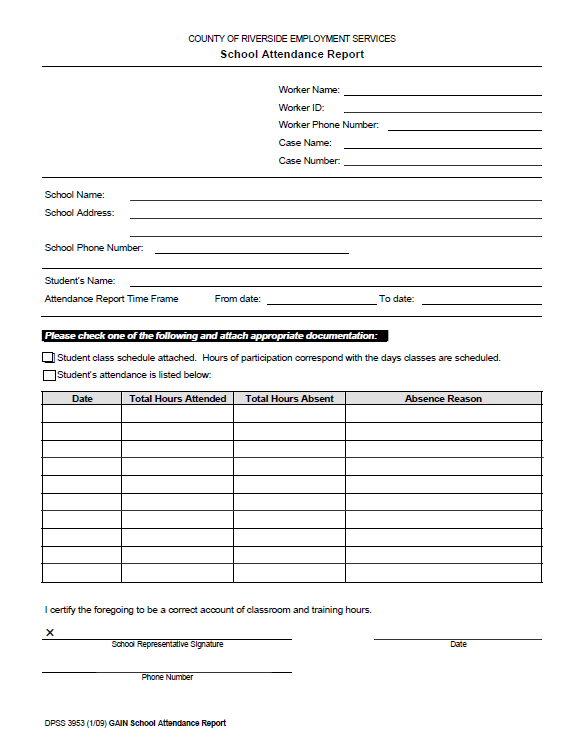 COUNTY OF RIVERSIDE EMPLOYMENT SERVICES
School Attendance Report
Worker Name:
Worker ID:
Worker Phone Number:
Case Name:
Case Number:
School Name:
School Address:
School Phone Number:
Student's Name:
Attendance Report Time Frame From date: To date:
Please check one of the following and attach appropriate documentation:
Student class schedule attached. Hours of participation correspond with the days classes are scheduled.
Student's attendance is listed below:
Date Total Hours Attended Total Hours Absent Absence Reason
I certify the foregoing to be a correct account of classroom and training hours.
X
School Representative Signature Date
Phone Number
DPSS 3953 (1/09) GAIN School Attendance Report